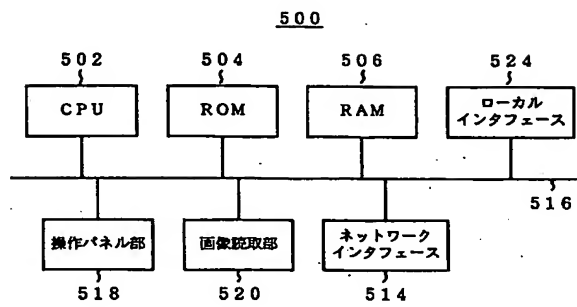 500
502 504 506 524
CPU ROM RAM ローカル
インタフェース
516
操作パネル部 画像読取部 ネットワーク
インタフェース
518 520 514